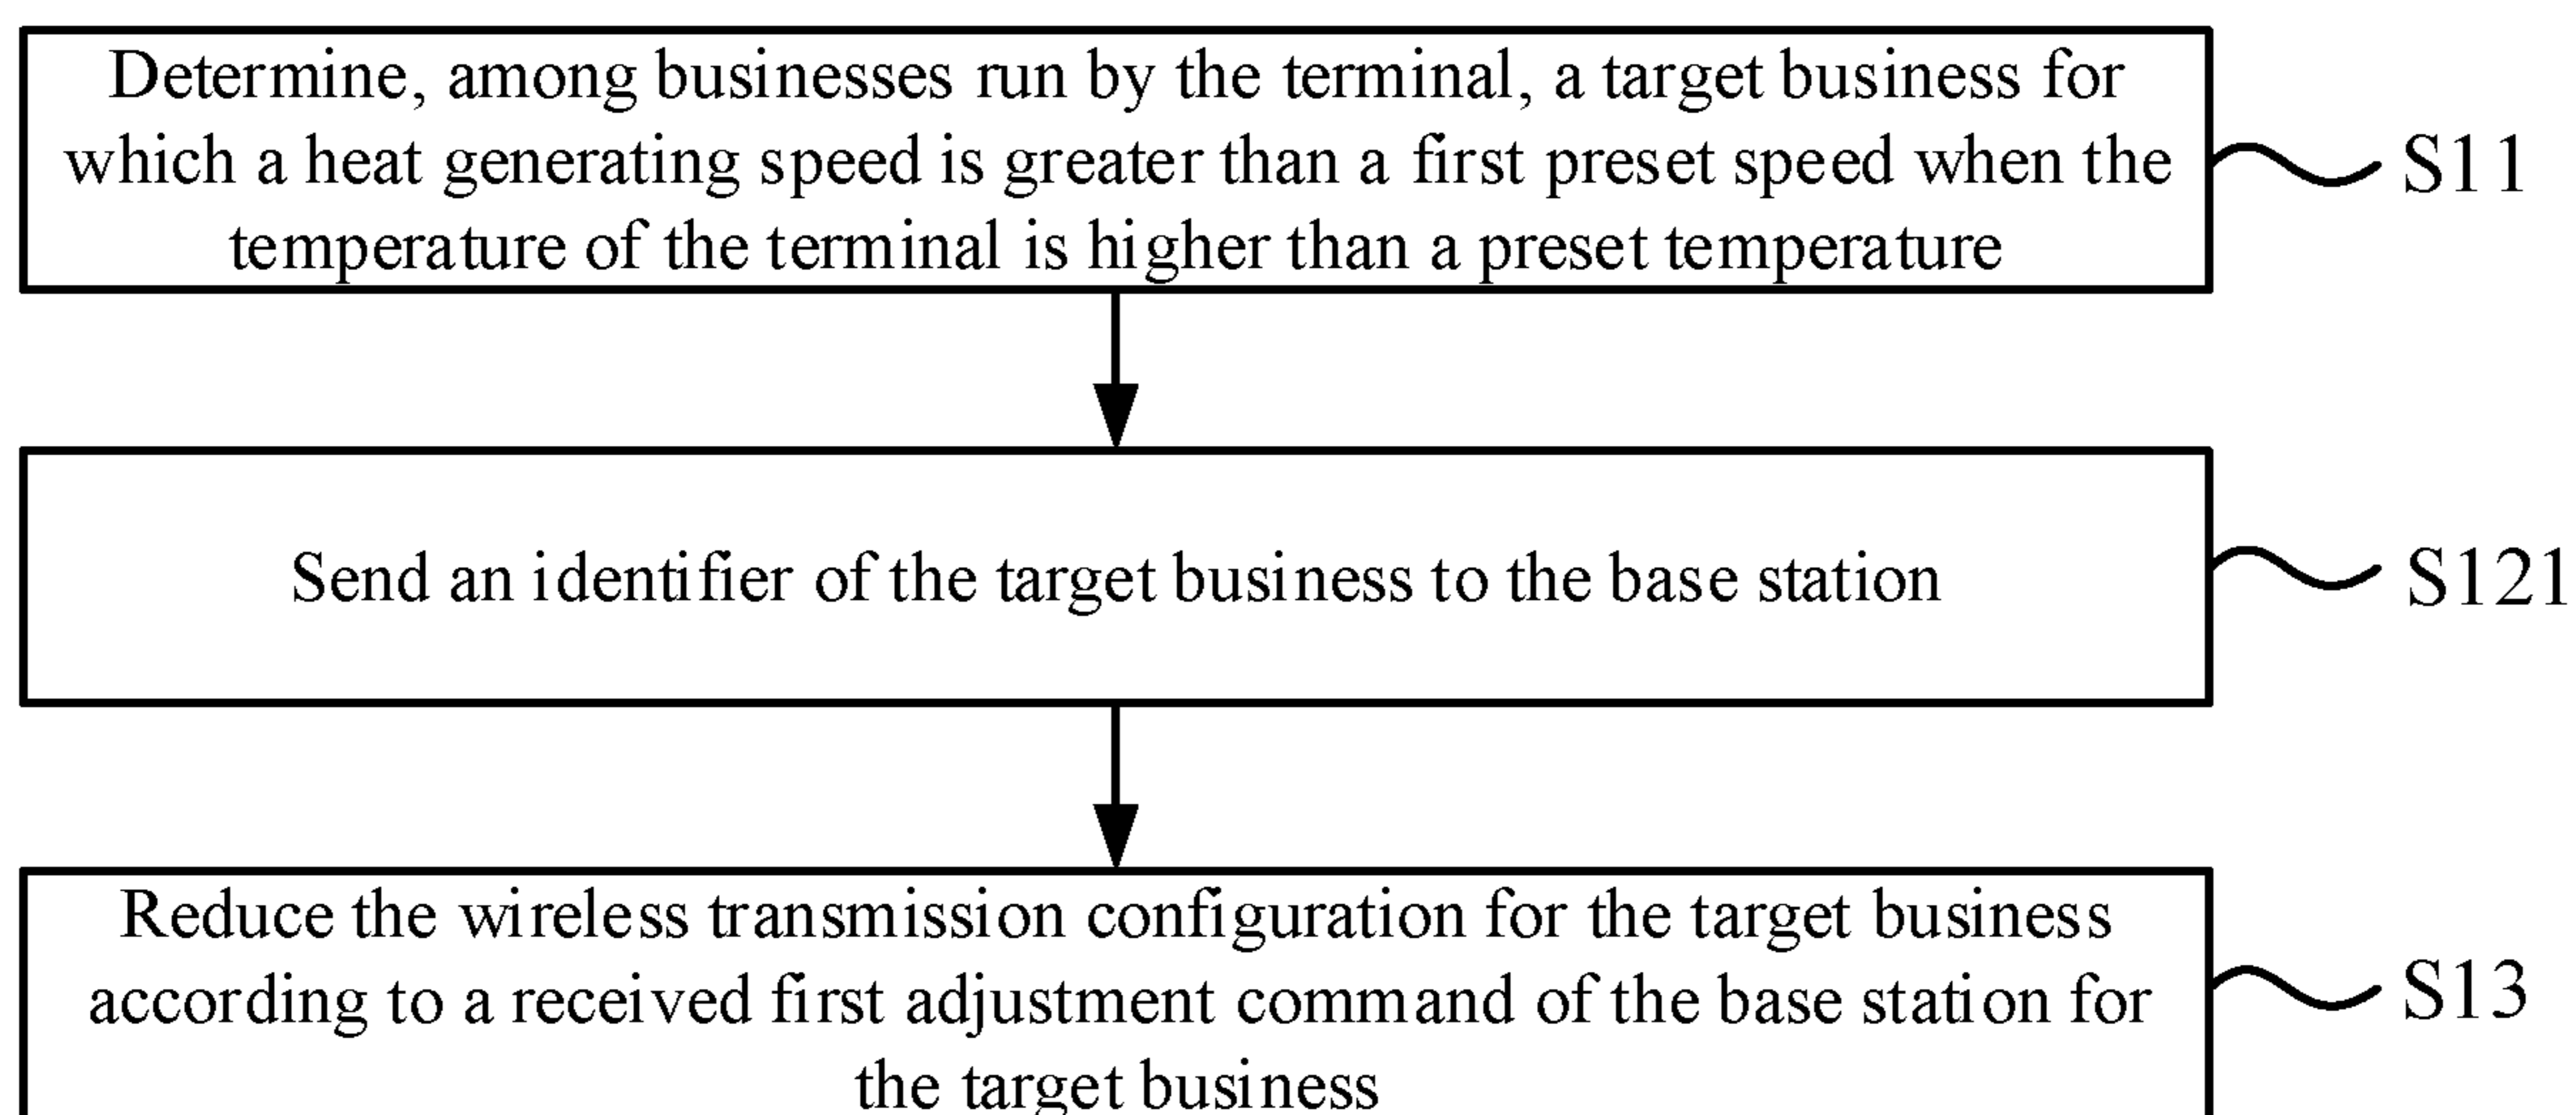 Determine, among businesses run by the terminal, a target business for
which a heat generating speed is greater than a first preset speed when the
temperature of the terminal is higher than a preset temperature
S11
Send an identifier of the target business to the base station
S121
Reduce the wireless transmission configuration for the target business
according to a received first adjustment command of the base station for
the target business
S13